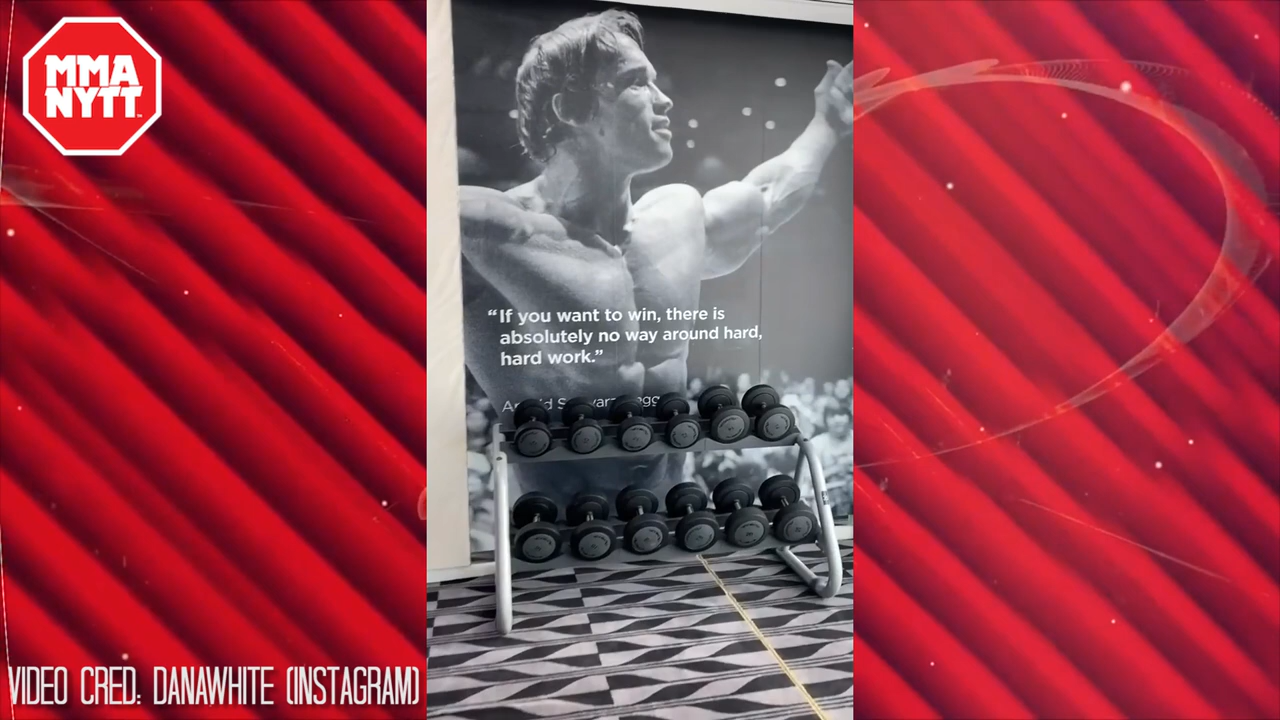 MMA
NYTT
“If you want to win, there is
absolutely no way around hard,
hard work.”
VIDEO CRED: DANAWHITE (INSTAGRAM)